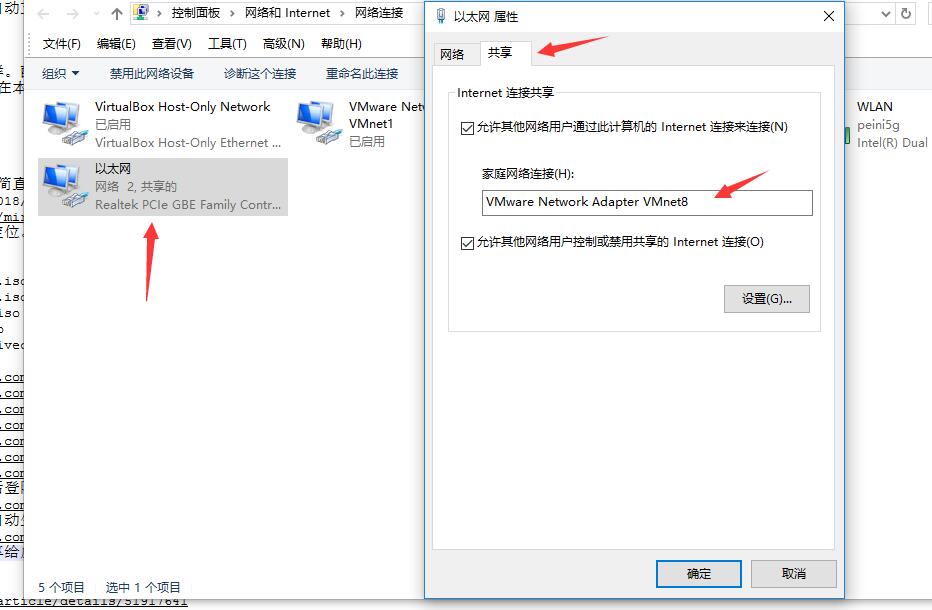 控制面板 > 网络和 Internet > 网络连接
文件(F) 编辑(E) 查看(V) 工具(T) 高级(N) 帮助(H)
组织 禁用此网络设备 诊断这个连接 重命名此连接
VirtualBox Host-Only Network
已启用
VirtualBox Host-Only Ethernet ...
VMware Net
VMnet1
已启用
以太网
网络 2, 共享的
Realtek PCIe GBE Family Contr...
WLAN
peini5g
Intel(R) Dual
以太网 属性
网络 共享
Internet 连接共享
允许其他网络用户通过此计算机的 Internet 连接来连接(N)
家庭网络连接(H):
VMware Network Adapter VMnet8
允许其他网络用户控制或禁用共享的 Internet 连接(O)
设置(G)...
确定 取消
5 个项目 选中 1 个项目
article/details/51917641